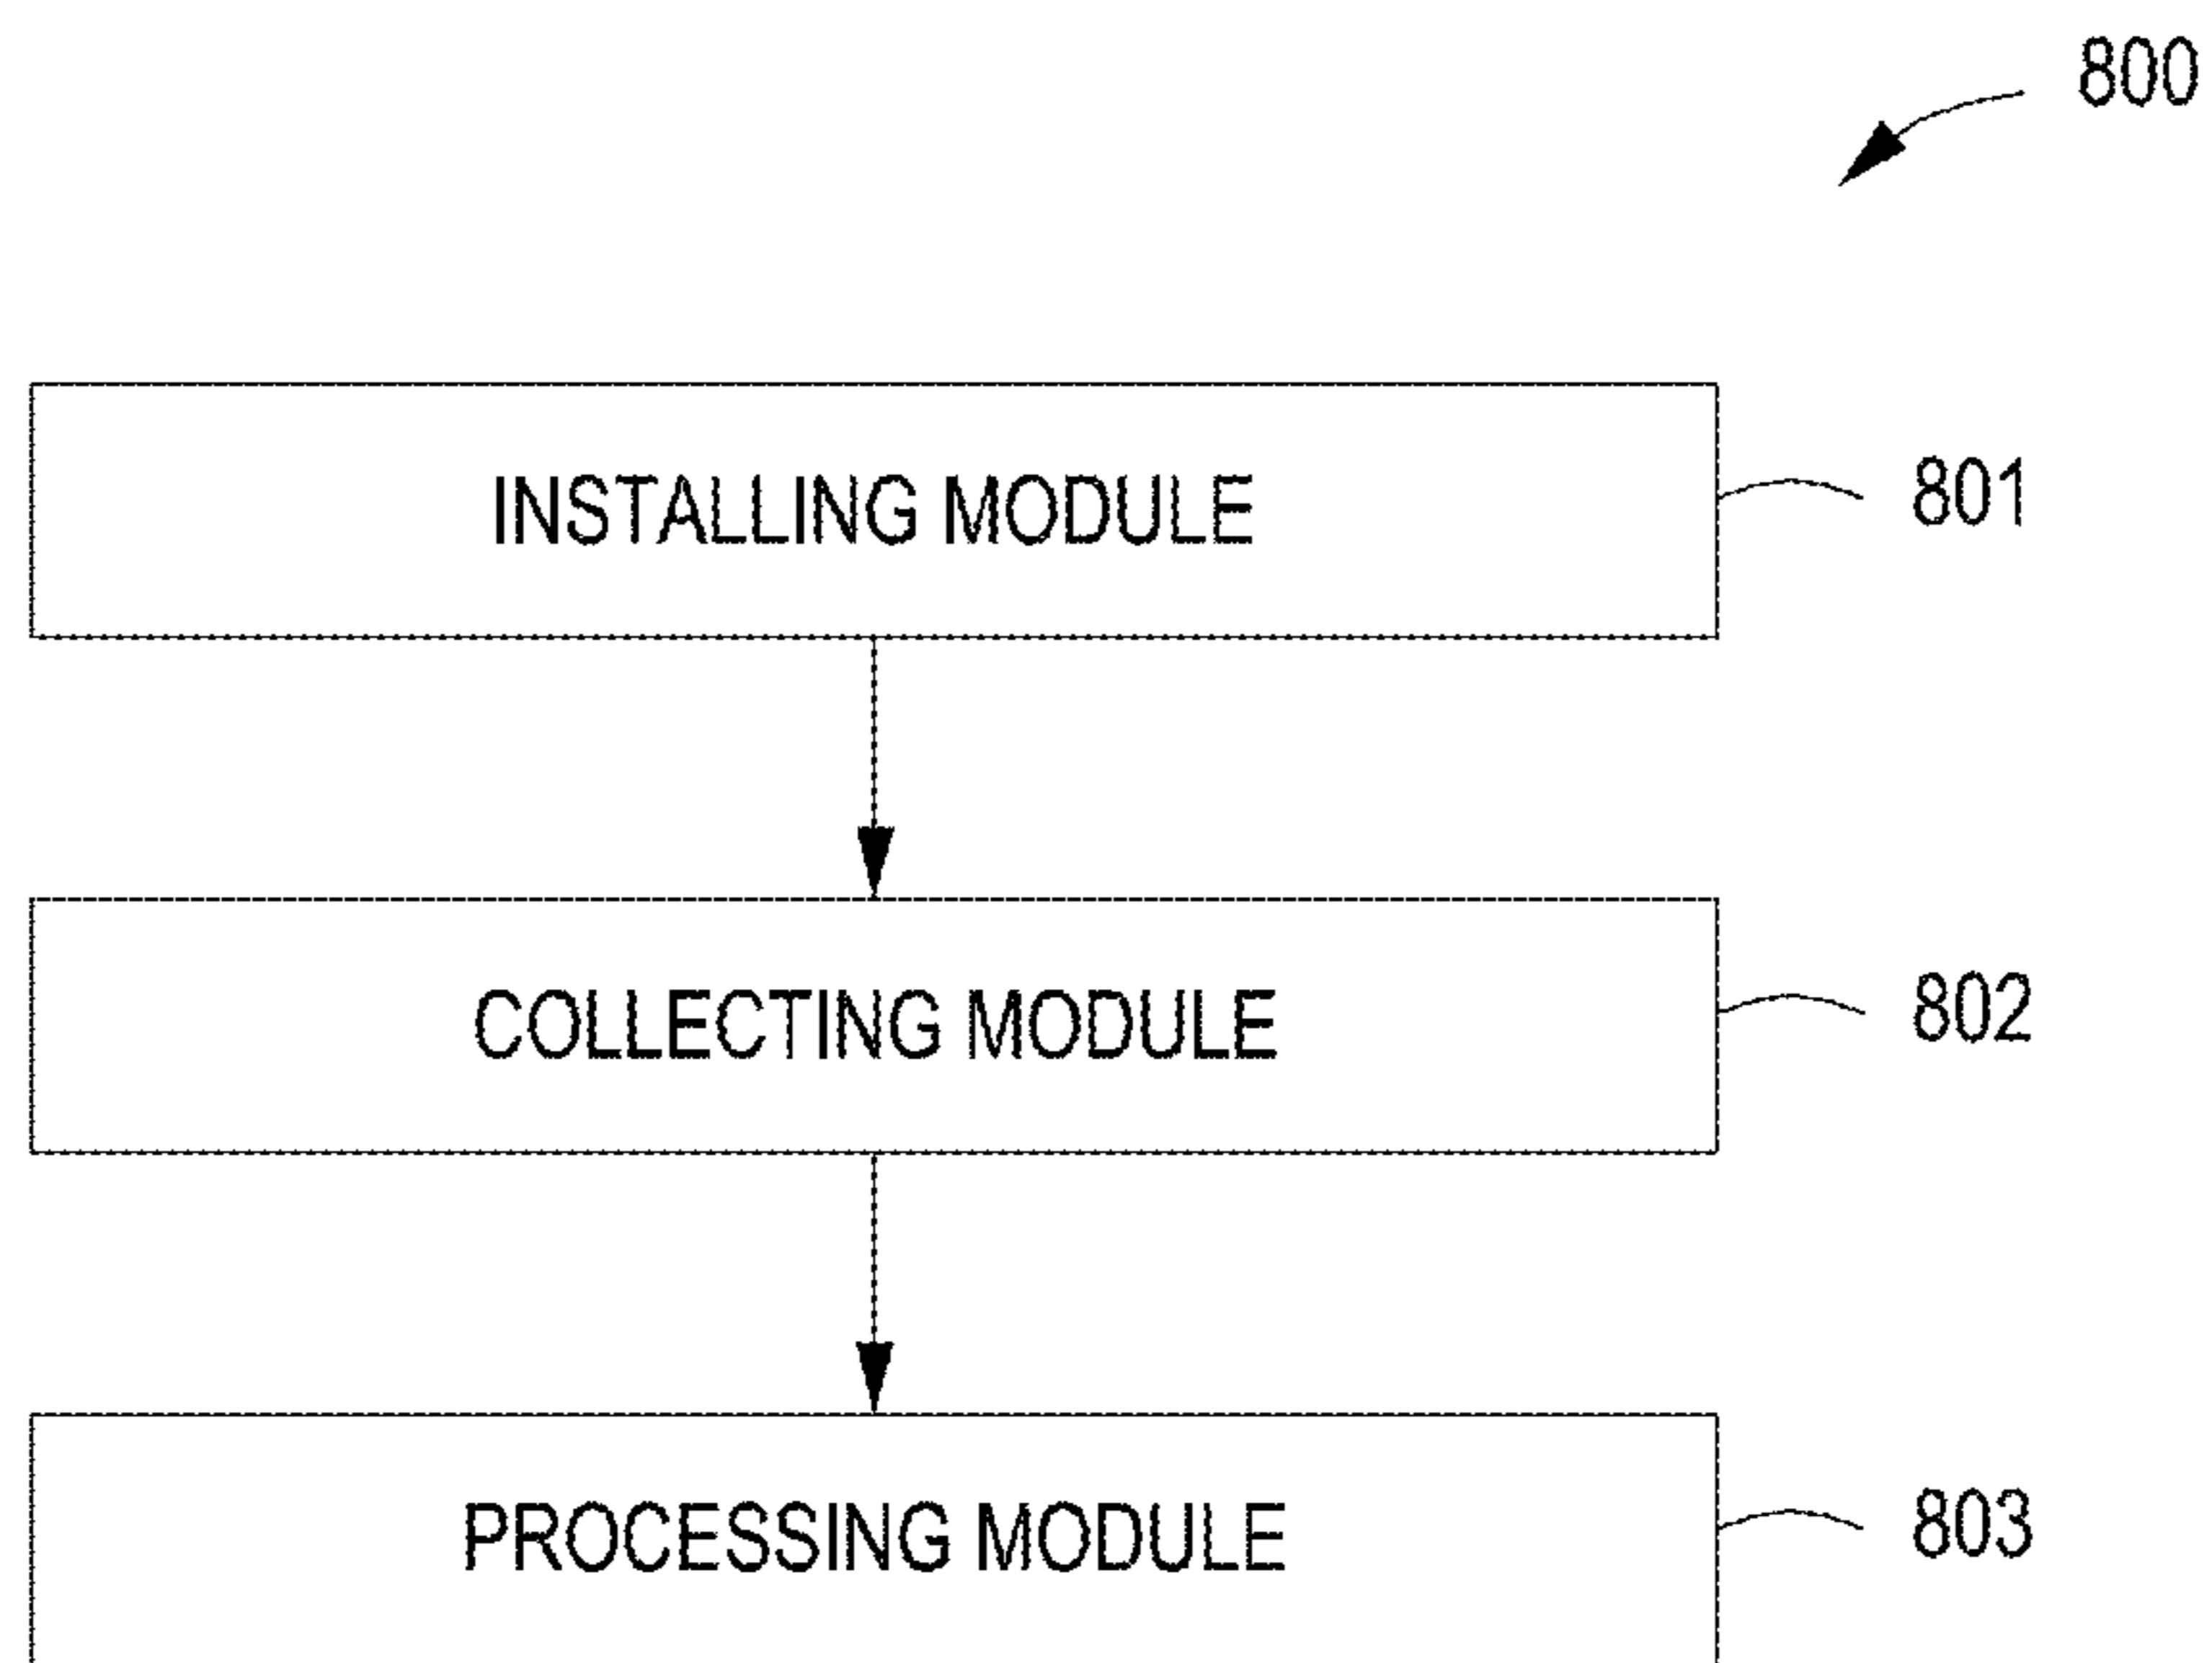 800
INSTALLING MODULE
801
COLLECTING MODULE
802
PROCESSING MODULE
803